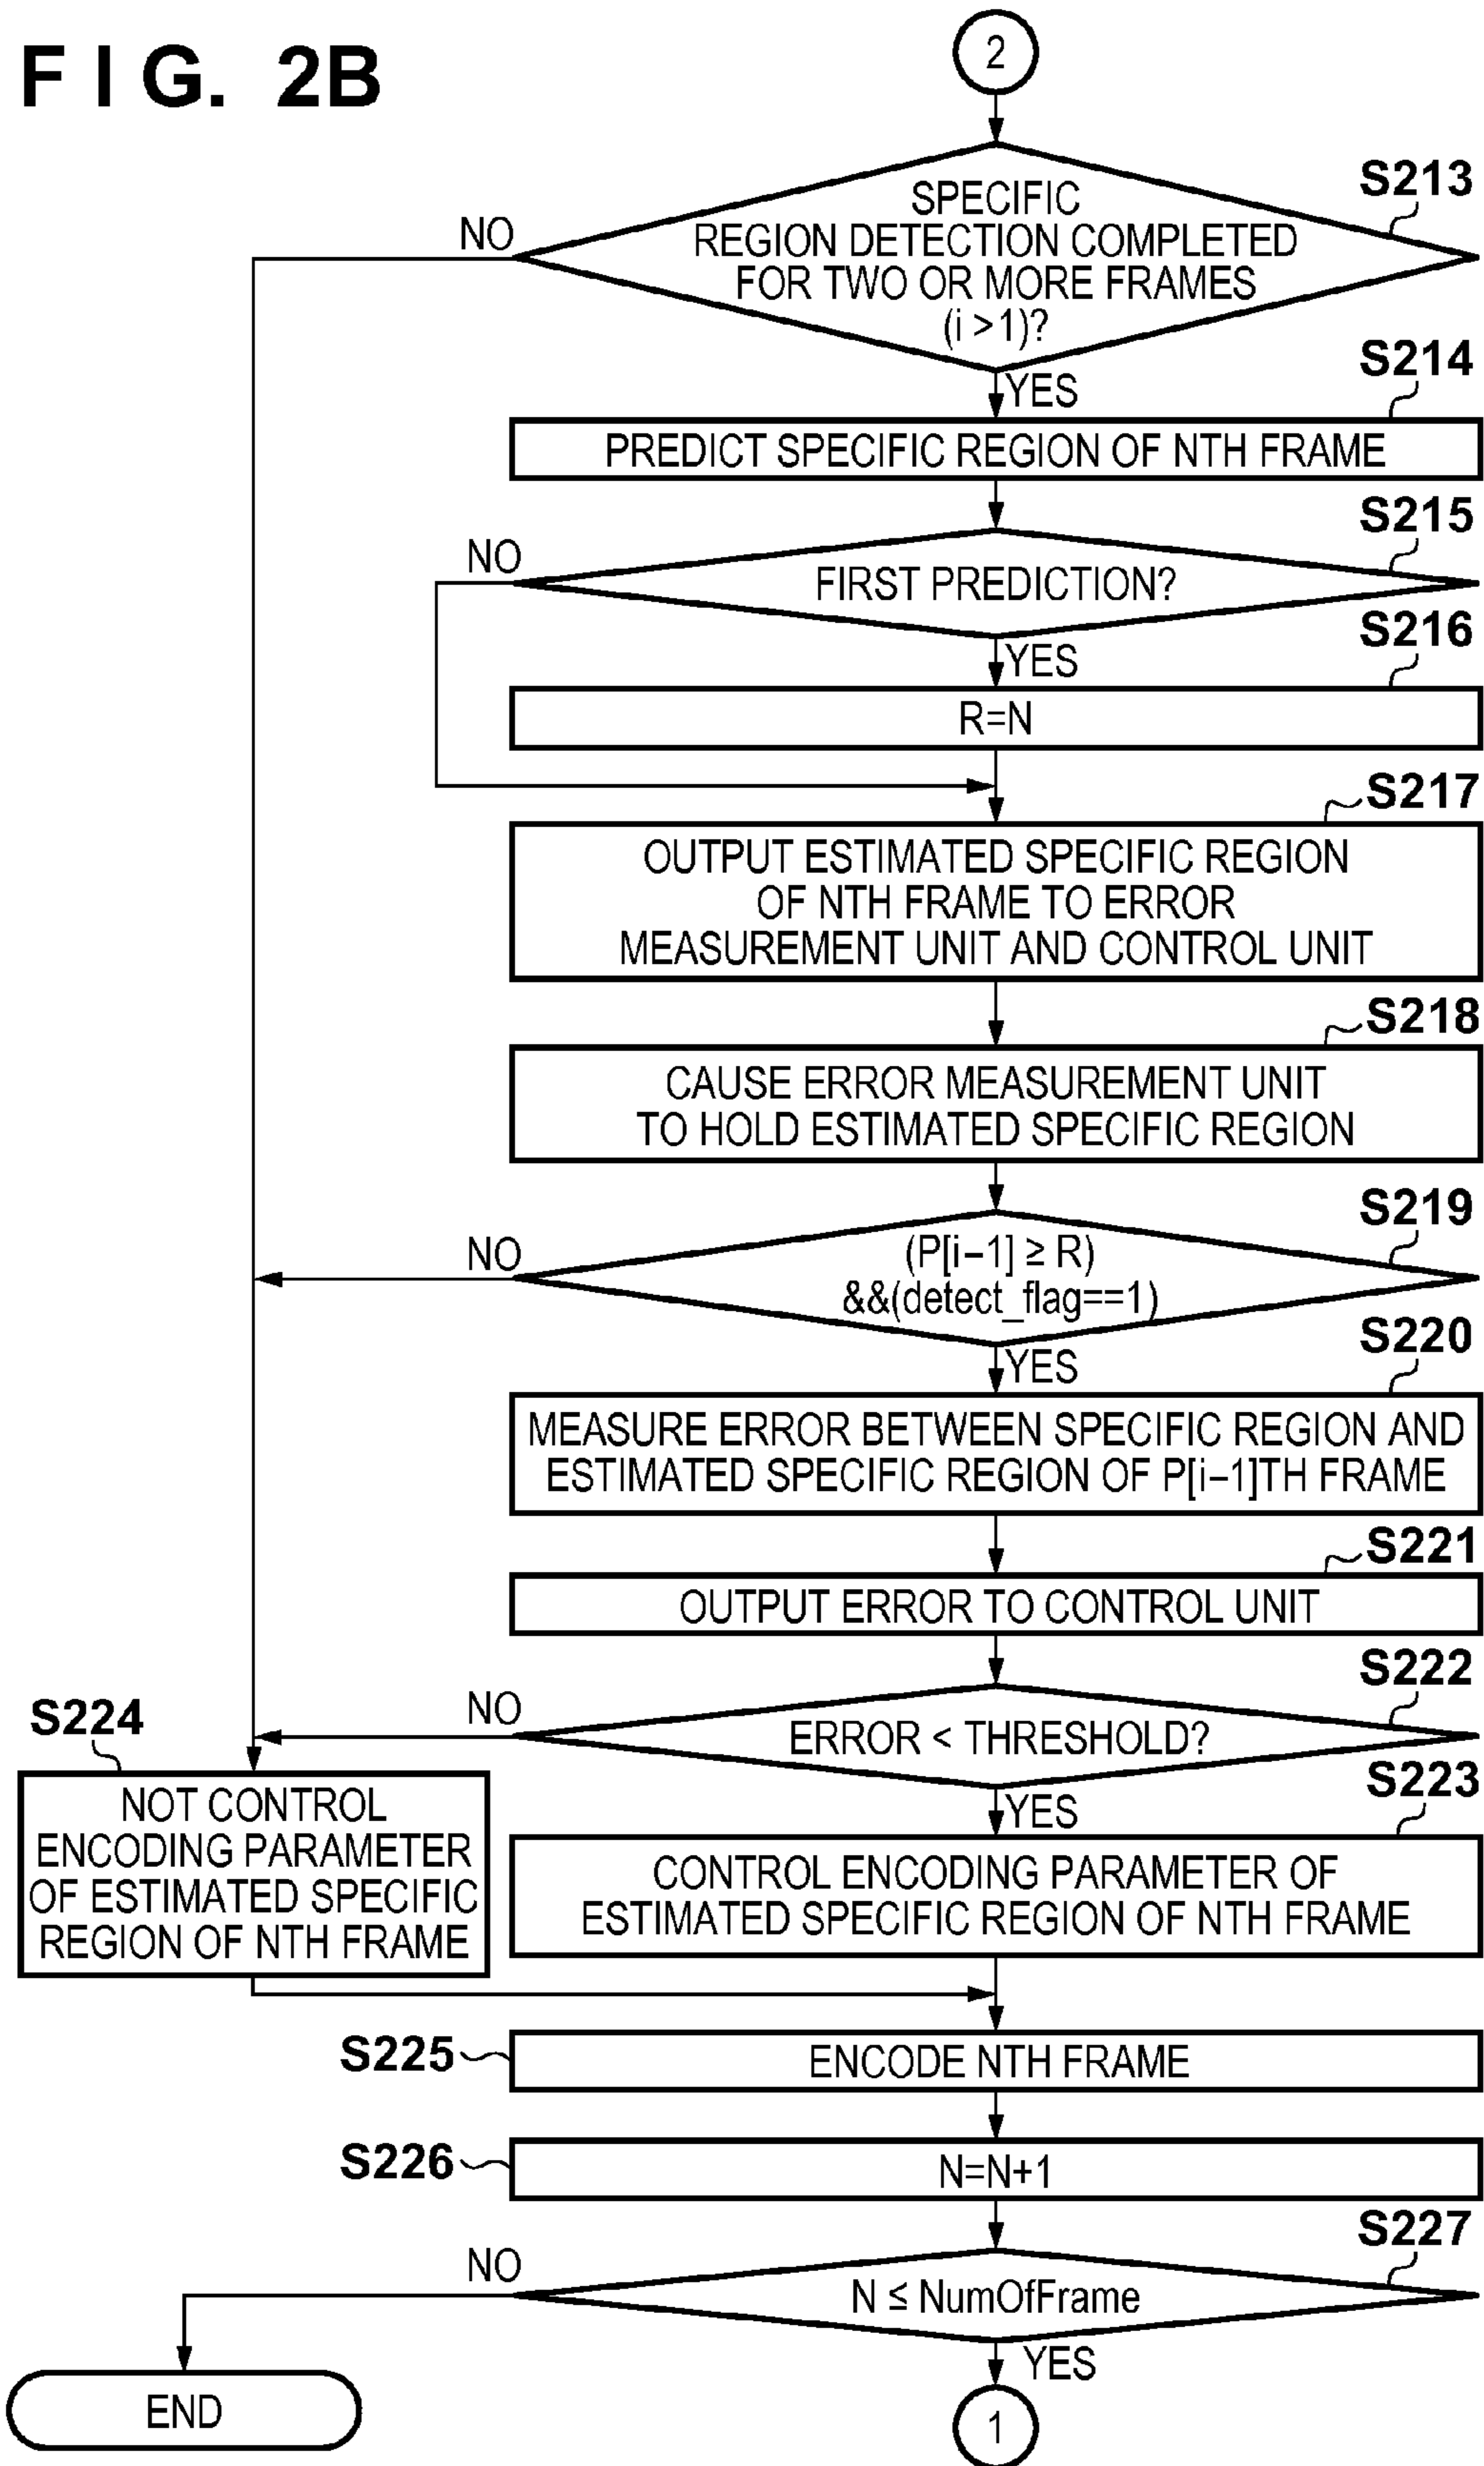 FIG. 2B
2
S213
SPECIFIC
REGION DETECTION COMPLETED
FOR TWO OR MORE FRAMES
(i >1)?
NO
YES
S214
PREDICT SPECIFIC REGION OF NTH FRAME
S215
FIRST PREDICTION?
NO
YES
S216
R=N
S217
OUTPUT ESTIMATED SPECIFIC REGION
OF NTH FRAME TO ERROR
MEASUREMENT UNIT AND CONTROL UNIT
S218
CAUSE ERROR MEASUREMENT UNIT
TO HOLD ESTIMATED SPECIFIC REGION
S219
(P[i−1] ≥ R)
&&(detect_flag==1)
NO
YES
S220
MEASURE ERROR BETWEEN SPECIFIC REGION AND
ESTIMATED SPECIFIC REGION OF P[i−1]TH FRAME
S221
OUTPUT ERROR TO CONTROL UNIT
S222
ERROR < THRESHOLD?
NO
YES
S224
NOT CONTROL
ENCODING PARAMETER
OF ESTIMATED SPECIFIC
REGION OF NTH FRAME
S223
CONTROL ENCODING PARAMETER OF
ESTIMATED SPECIFIC REGION OF NTH FRAME
S225
ENCODE NTH FRAME
S226
N=N+1
S227
N ≤ NumOfFrame
NO
YES
END
1